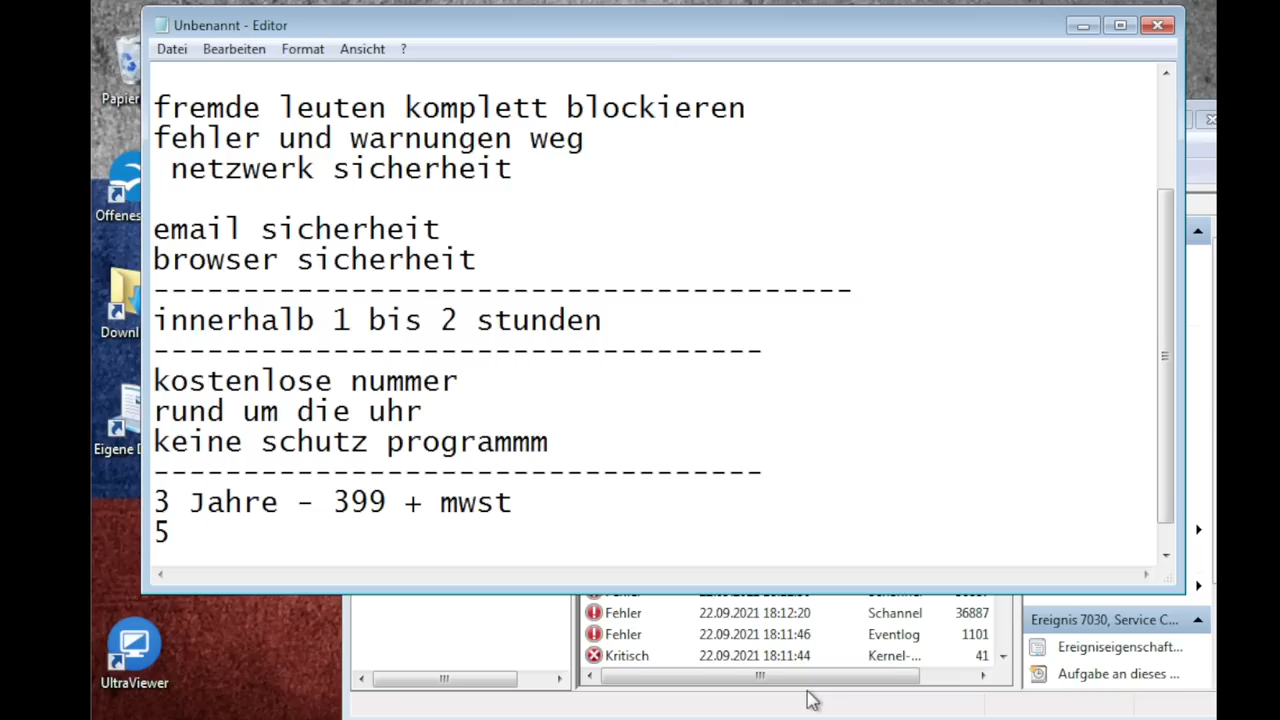 Unbenannt - Editor
Datei Bearbeiten Format Ansicht ?
Papier
fremde leuten komplett blockieren
fehler und warnungen weg
netzwerk sicherheit
Offenes
email sicherheit
browser sicherheit
---------------------------------------
Downl
innerhalb 1 bis 2 stunden
----------------------------------
kostenlose nummer
rund um die uhr
keine schutz programmm
Eigene D
----------------------------------
3 Jahre - 399 + mwst
5
Fehler 22.09.2021 18:12:20 Schannel 36887
Fehler 22.09.2021 18:11:46 Eventlog 1101
Kritisch 22.09.2021 18:11:44 Kernel-... 41
Ereignis 7030, Service C...
Ereigniseigenschaft...
Aufgabe an dieses ...
UltraViewer